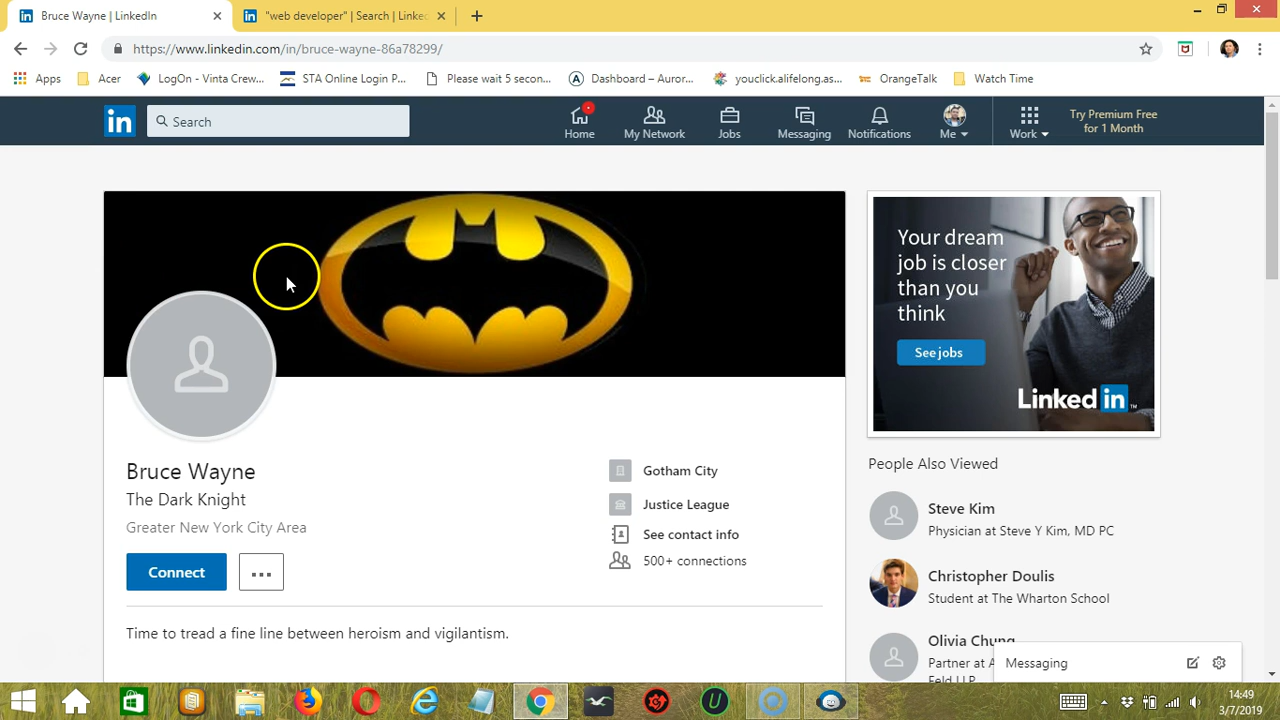 Bruce Wayne | LinkedIn
"web developer" | Search | Linke
https://www.linkedin.com/in/bruce-wayne-86a78299/
Apps
Acer
LogOn - Vinta Crew...
STA Online Login P...
Please wait 5 secon...
Dashboard – Auror...
youclick.alifelong.as...
OrangeTalk
Watch Time
in
Search
Home
My Network
Jobs
Messaging
Notifications
Me
Work
Try Premium Free
for 1 Month
Your dream
job is closer
than you
think
See jobs
Linked in
Bruce Wayne
The Dark Knight
Greater New York City Area
Connect
...
Gotham City
Justice League
See contact info
500+ connections
Time to tread a fine line between heroism and vigilantism.
People Also Viewed
Steve Kim
Physician at Steve Y Kim, MD PC
Christopher Doulis
Student at The Wharton School
Olivia Chung
Partner at A
Feld LLP
Messaging
14:49
3/7/2019